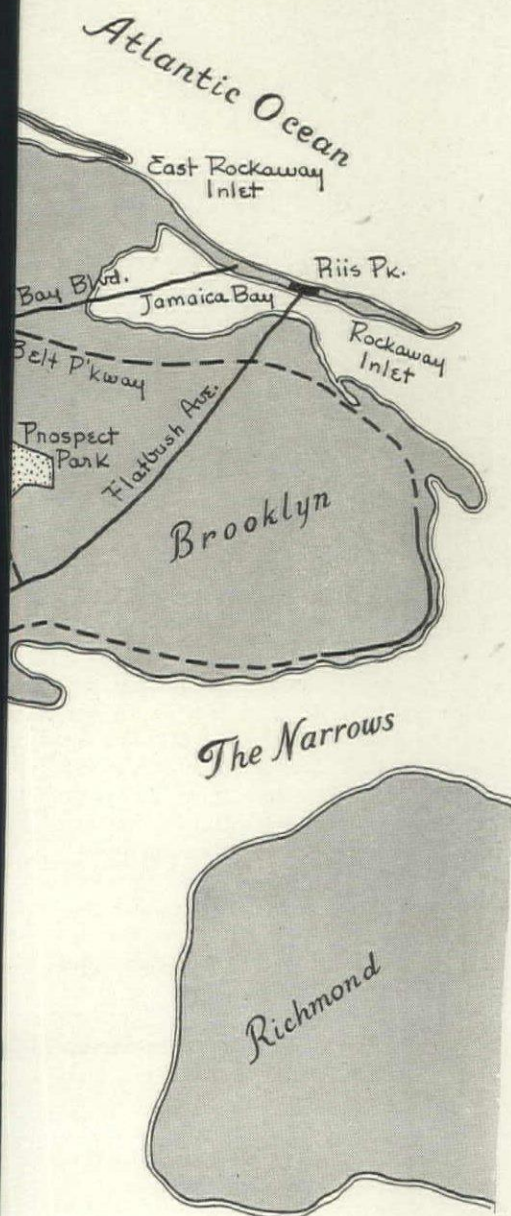 Atlantic Ocean
East Rockaway
Inlet
Riis Pk.
Bay Blvd.
Jamaica Bay
Rockaway
Inlet
Belt P'kway
Prospect
Park
Flatbush Ave.
Brooklyn
The Narrows
Richmond